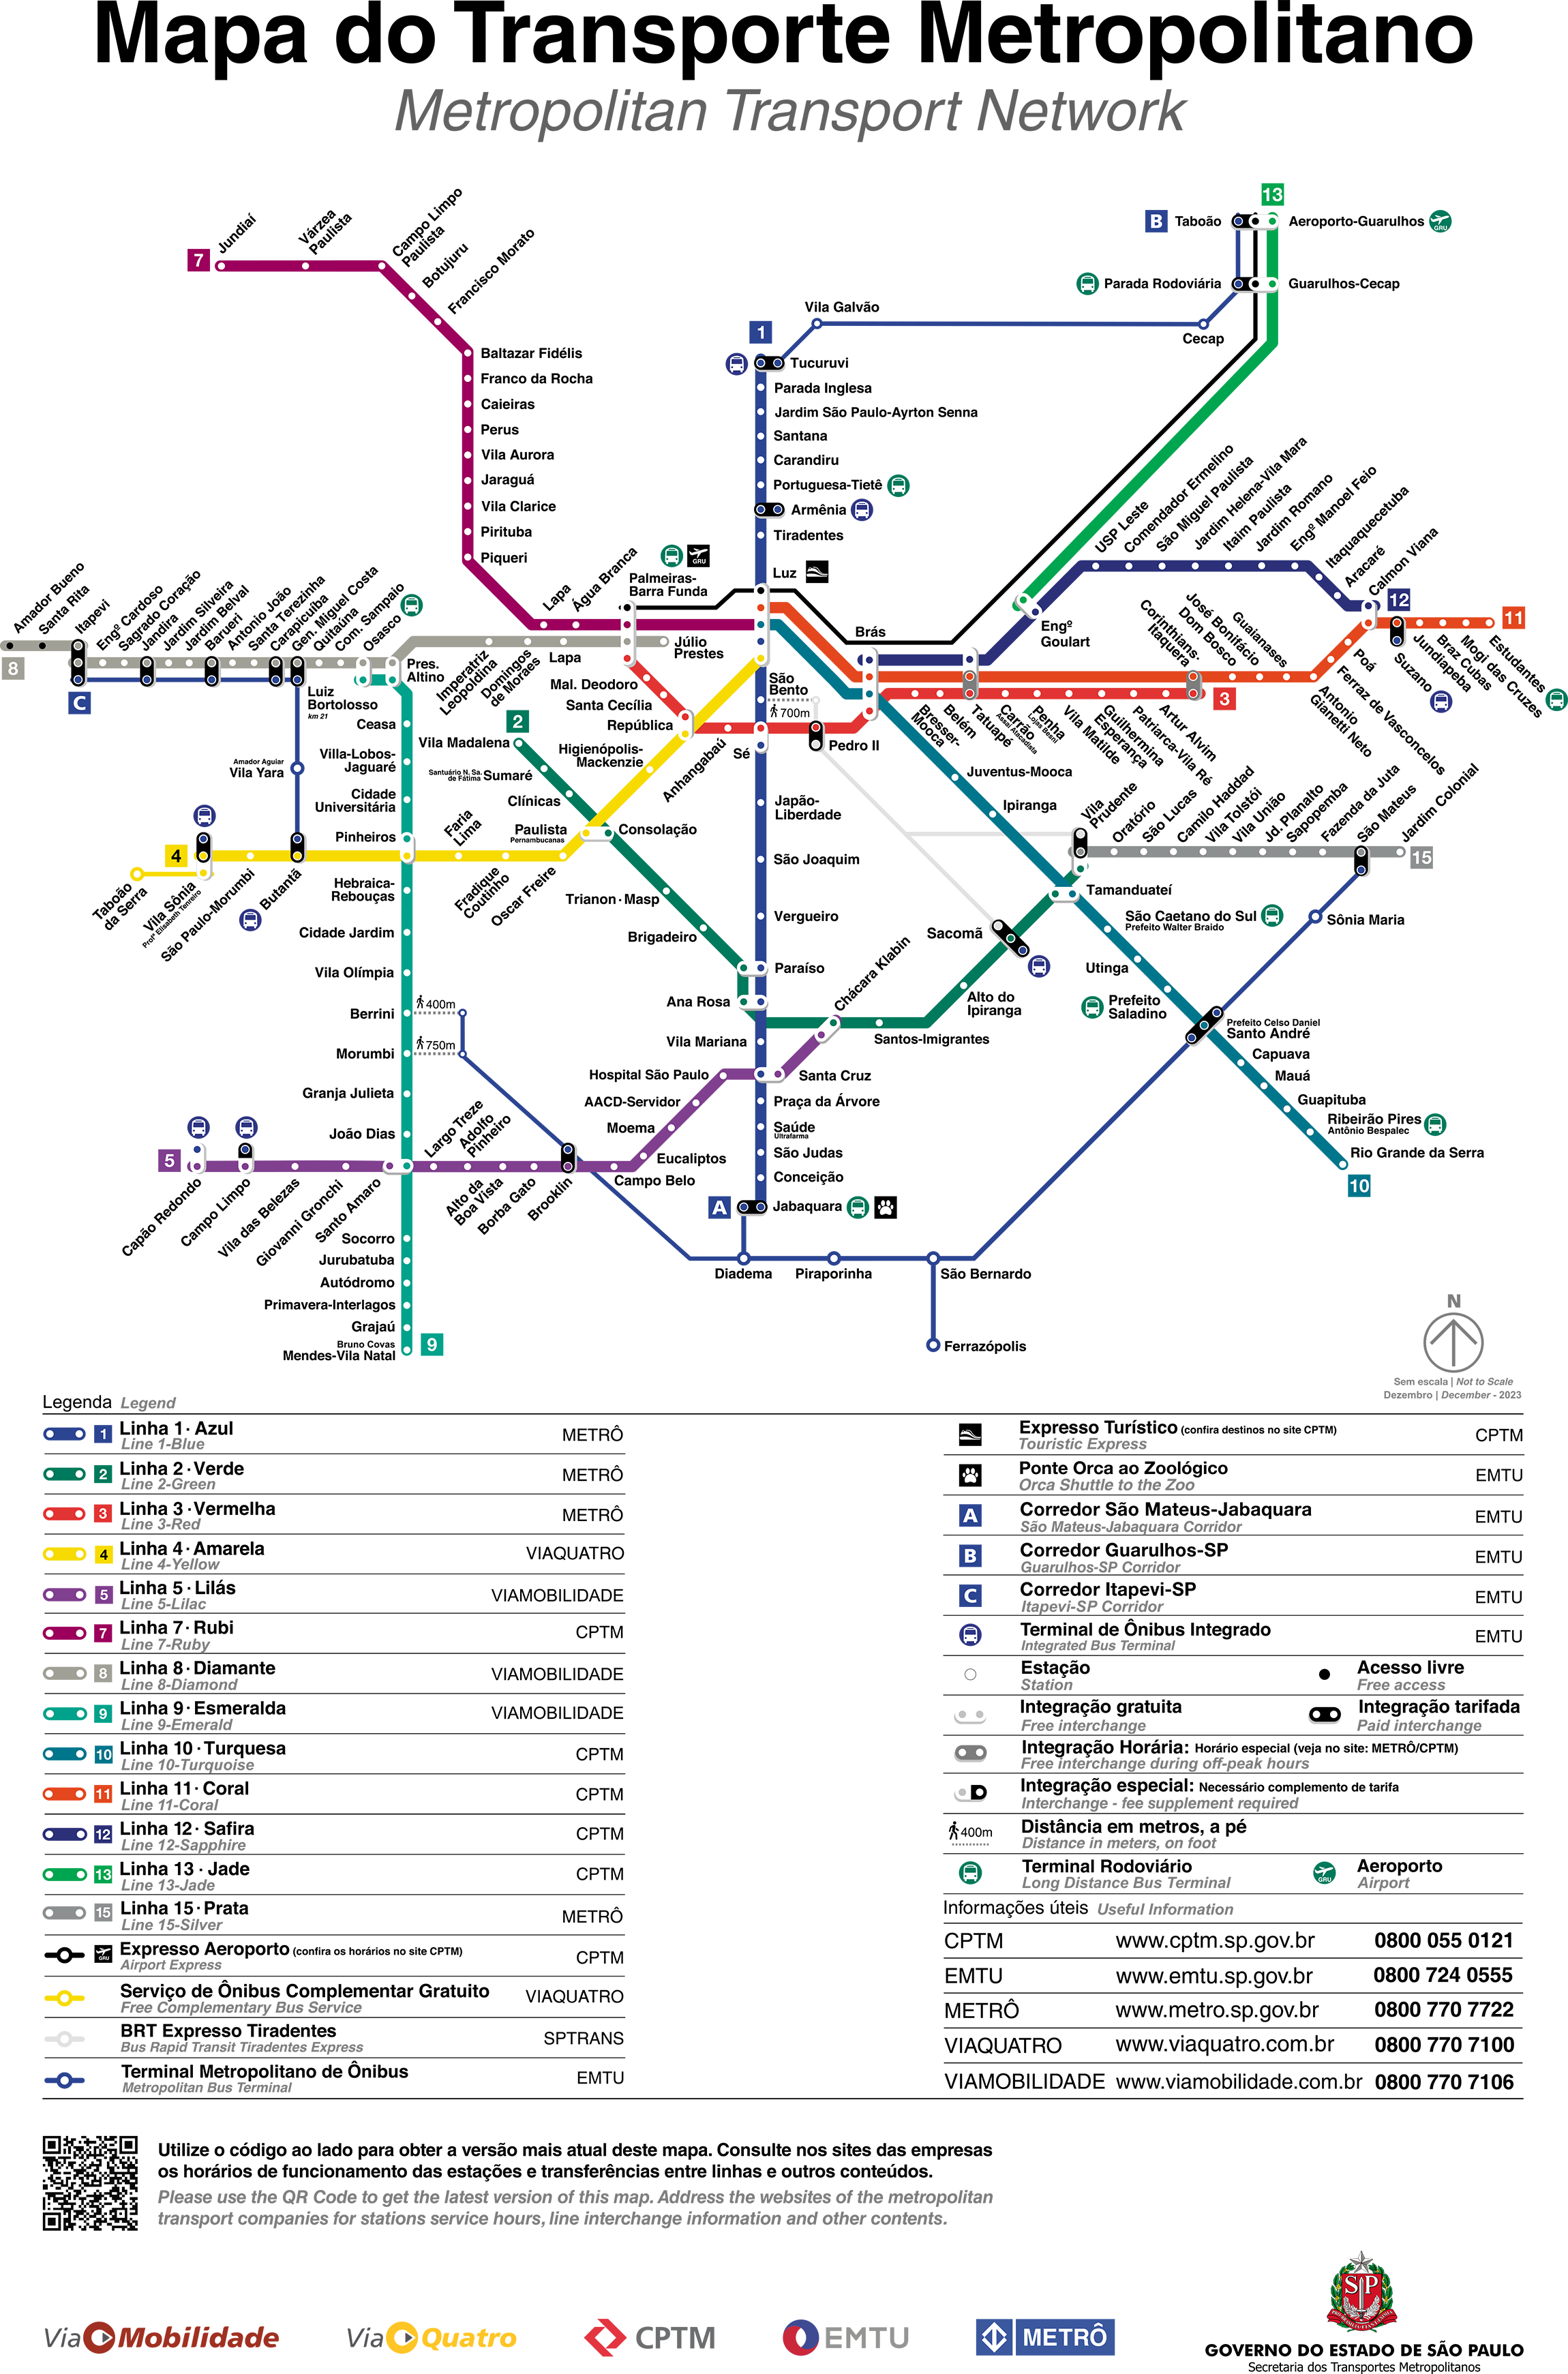 Mapa do Transporte Metropolitano
Metropolitan Transport Network
7
Jundiaí
Várzea
Paulista
Campo Limpo
Paulista
Botujuru
Francisco Morato
Baltazar Fidélis
Franco da Rocha
Caieiras
Perus
Vila Aurora
Jaraguá
Vila Clarice
Pirituba
Piqueri
Lapa
Água Branca
Palmeiras-
Barra Funda
GRU
13
B
Taboão
Aeroporto-Guarulhos
GRU
Parada Rodoviária
Guarulhos-Cecap
Vila Galvão
Cecap
1
Tucuruvi
Parada Inglesa
Jardim São Paulo-Ayrton Senna
Santana
Carandiru
Portuguesa-Tietê
Armênia
Tiradentes
Luz
Brás
Engº
Goulart
USP Leste
Comendador Ermelino
São Miguel Paulista
Jardim Helena-Vila Mara
Itaim Paulista
Jardim Romano
Engº Manoel Feio
Itaquaquecetuba
Aracaré
Calmon Viana
12
11
Suzano
Jundiapeba
Braz Cubas
Mogi das Cruzes
Estudantes
Poá
Ferraz de Vasconcelos
Antonio
Gianetti Neto
Guaianases
José Bonifácio
Dom Bosco
Corinthians-
Itaquera
3
Artur Alvim
Patriarca-Vila Ré
Guilhermina
Esperança
Vila Matilde
Penha
Lojas Besni
Carrão
Assaí Atacadista
Tatuapé
Belém
Bresser-
Mooca
Amador Bueno
Santa Rita
Itapevi
Engº Cardoso
Sagrado Coração
Jandira
Jardim Silveira
Jardim Belval
Barueri
Antonio João
Santa Terezinha
Carapicuíba
Gen. Miguel Costa
Quitaúna
Com. Sampaio
Osasco
8
C
Luiz
Bortolosso
km 21
Pres.
Altino
Imperatriz
Leopoldina
Domingos
de Moraes
Lapa
Júlio
Prestes
Mal. Deodoro
Santa Cecília
República
Anhangabaú
Sé
São
Bento
700m
Pedro II
Ceasa
Villa-Lobos-
Jaguaré
Cidade
Universitária
Pinheiros
Hebraica-
Rebouças
Cidade Jardim
Vila Olímpia
Berrini
400m
Morumbi
750m
Granja Julieta
João Dias
Socorro
Jurubatuba
Autódromo
Primavera-Interlagos
Grajaú
Bruno Covas
Mendes-Vila Natal
9
Amador Aguiar
Vila Yara
4
Taboão
da Serra
Vila Sônia
Profª Elisabeth Tenreiro
São Paulo-Morumbi
Butantã
Faria
Lima
Fradique
Coutinho
Oscar Freire
Paulista
Pernambucanas
Higienópolis-
Mackenzie
2
Vila Madalena
Santuário N. Sa.
de Fátima
Sumaré
Clínicas
Consolação
Trianon·Masp
Brigadeiro
Paraíso
Ana Rosa
Chácara Klabin
Santos-Imigrantes
Alto do
Ipiranga
Sacomã
Tamanduateí
Vila
Prudente
Oratório
São Lucas
Camilo Haddad
Vila Tolstói
Vila União
Jd. Planalto
Sapopemba
Fazenda da Juta
São Mateus
Jardim Colonial
15
Japão-
Liberdade
São Joaquim
Vergueiro
Vila Mariana
Santa Cruz
Praça da Árvore
Saúde
Ultrafarma
São Judas
Conceição
A
Jabaquara
Juventus-Mooca
Ipiranga
São Caetano do Sul
Prefeito Walter Braido
Utinga
Prefeito
Saladino
Prefeito Celso Daniel
Santo André
Capuava
Mauá
Guapituba
Ribeirão Pires
Antônio Bespalec
Rio Grande da Serra
10
Sônia Maria
5
Capão Redondo
Campo Limpo
Vila das Belezas
Giovanni Gronchi
Santo Amaro
Largo Treze
Adolfo
Pinheiro
Alto da
Boa Vista
Borba Gato
Brooklin
Campo Belo
Eucaliptos
Moema
AACD-Servidor
Hospital São Paulo
Diadema
Piraporinha
São Bernardo
Ferrazópolis
N
Sem escala | Not to Scale
Dezembro | December - 2023
Legenda Legend
1 Linha 1·Azul METRÔ
Line 1-Blue
2 Linha 2·Verde METRÔ
Line 2-Green
3 Linha 3·Vermelha METRÔ
Line 3-Red
4 Linha 4·Amarela VIAQUATRO
Line 4-Yellow
5 Linha 5·Lilás VIAMOBILIDADE
Line 5-Lilac
7 Linha 7·Rubi CPTM
Line 7-Ruby
8 Linha 8·Diamante VIAMOBILIDADE
Line 8-Diamond
9 Linha 9·Esmeralda VIAMOBILIDADE
Line 9-Emerald
10 Linha 10·Turquesa CPTM
Line 10-Turquoise
11 Linha 11·Coral CPTM
Line 11-Coral
12 Linha 12·Safira CPTM
Line 12-Sapphire
13 Linha 13·Jade CPTM
Line 13-Jade
15 Linha 15·Prata METRÔ
Line 15-Silver
GRU Expresso Aeroporto (confira os horários no site CPTM) CPTM
Airport Express
Serviço de Ônibus Complementar Gratuito VIAQUATRO
Free Complementary Bus Service
BRT Expresso Tiradentes SPTRANS
Bus Rapid Transit Tiradentes Express
Terminal Metropolitano de Ônibus EMTU
Metropolitan Bus Terminal
Expresso Turístico (confira destinos no site CPTM) CPTM
Touristic Express
Ponte Orca ao Zoológico EMTU
Orca Shuttle to the Zoo
A Corredor São Mateus-Jabaquara EMTU
São Mateus-Jabaquara Corridor
B Corredor Guarulhos-SP EMTU
Guarulhos-SP Corridor
C Corredor Itapevi-SP EMTU
Itapevi-SP Corridor
Terminal de Ônibus Integrado EMTU
Integrated Bus Terminal
Estação Acesso livre
Station Free access
Integração gratuita Integração tarifada
Free interchange Paid interchange
Integração Horária: Horário especial (veja no site: METRÔ/CPTM)
Free interchange during off-peak hours
Integração especial: Necessário complemento de tarifa
Interchange - fee supplement required
400m Distância em metros, a pé
Distance in meters, on foot
Terminal Rodoviário GRU Aeroporto
Long Distance Bus Terminal Airport
Informações úteis Useful Information
CPTM www.cptm.sp.gov.br 0800 055 0121
EMTU www.emtu.sp.gov.br 0800 724 0555
METRÔ www.metro.sp.gov.br 0800 770 7722
VIAQUATRO www.viaquatro.com.br 0800 770 7100
VIAMOBILIDADE www.viamobilidade.com.br 0800 770 7106
Utilize o código ao lado para obter a versão mais atual deste mapa. Consulte nos sites das empresas
os horários de funcionamento das estações e transferências entre linhas e outros conteúdos.
Please use the QR Code to get the latest version of this map. Address the websites of the metropolitan
transport companies for stations service hours, line interchange information and other contents.
ViaMobilidade
ViaQuatro
CPTM
EMTU
METRÔ
SP
GOVERNO DO ESTADO DE SÃO PAULO
Secretaria dos Transportes Metropolitanos